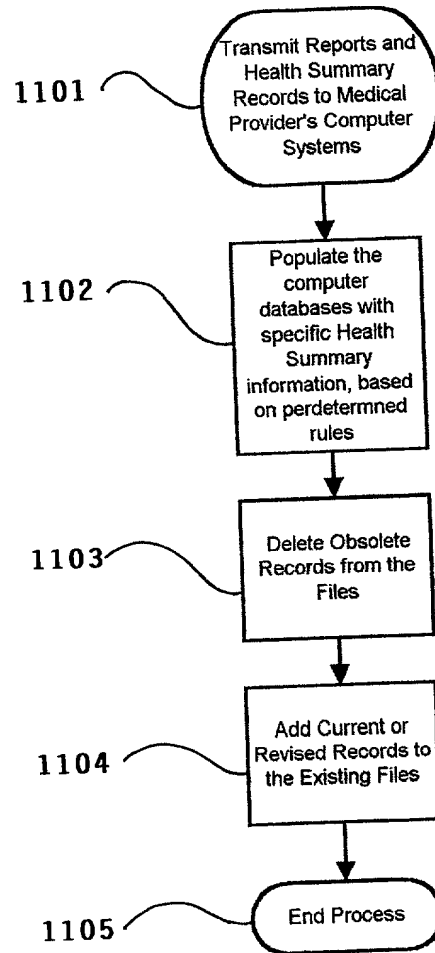 1101
Transmit Reports and
Health Summary
Records to Medical
Provider's Computer
Systems
1102
Populate the
computer
databases with
specific Health
Summary
information, based
on perdetermned
rules
1103
Delete Obsolete
Records from the
Files
1104
Add Current or
Revised Records to
the Existing Files
1105
End Process